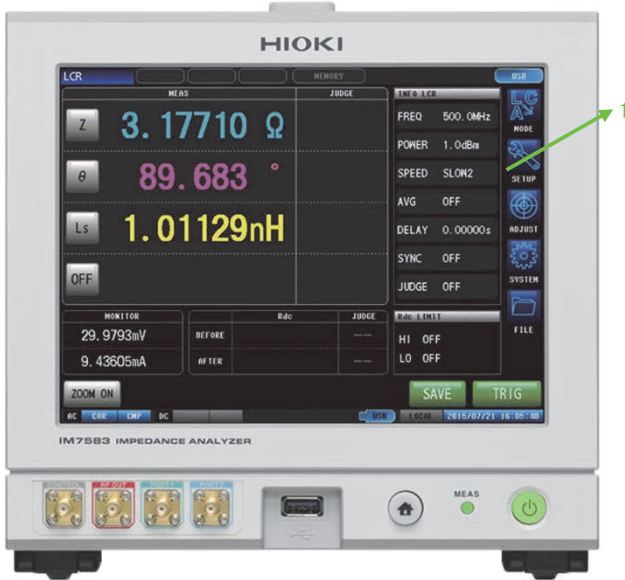 HIOKI
LCR
MEMORY
USB
MEAS
JUDGE
INFO LCR
Z
3.17710 Ω
FREQ 500.0MHz
LC
A
MODE
1
POWER 1.0dBm
θ
89.683 °
SPEED SLOW2
SETUP
AVG OFF
Ls
1.01129nH
DELAY 0.00000s
ADJUST
SYNC OFF
OFF
JUDGE OFF
SYSTEM
MONITOR
Rdc
JUDGE
Rdc LIMIT
FILE
29.9793mV
BEFORE
----
HI OFF
9.43605mA
AFTER
----
LO OFF
ZOOM ON
SAVE
TRIG
AC COR CMP DC
USB
LOCAL
2015/07/21 16:05:48
IM7583 IMPEDANCE ANALYZER
CONTROL
AF OUT
PORT1
PORT2
MEAS